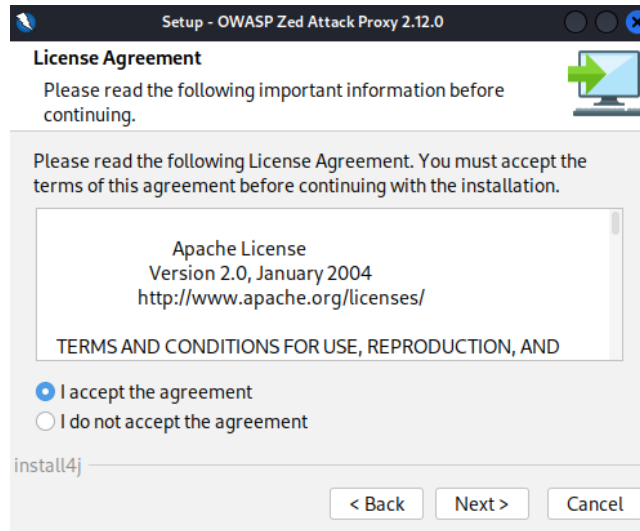 Setup - OWASP Zed Attack Proxy 2.12.0
License Agreement
Please read the following important information before
continuing.
Please read the following License Agreement. You must accept the
terms of this agreement before continuing with the installation.
Apache License
Version 2.0, January 2004
http://www.apache.org/licenses/
TERMS AND CONDITIONS FOR USE, REPRODUCTION, AND
I accept the agreement
I do not accept the agreement
install4j
< Back Next > Cancel